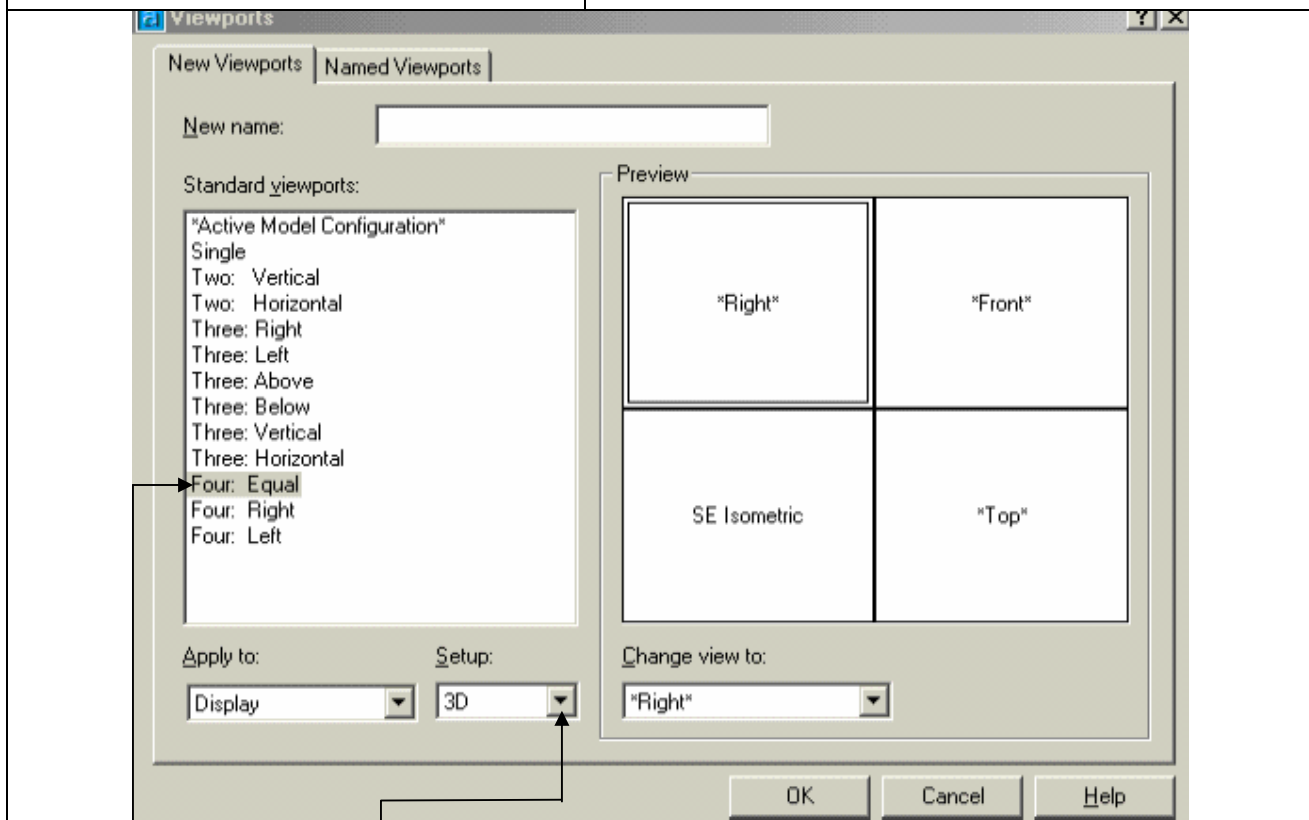 Viewports
New Viewports
Named Viewports
New name:
Standard viewports:
*Active Model Configuration*
Single
Two: Vertical
Two: Horizontal
Three: Right
Three: Left
Three: Above
Three: Below
Three: Vertical
Three: Horizontal
Four: Equal
Four: Right
Four: Left
Apply to:
Setup:
Display
3D
Preview
*Right*
*Front*
SE Isometric
*Top*
Change view to:
*Right*
OK
Cancel
Help